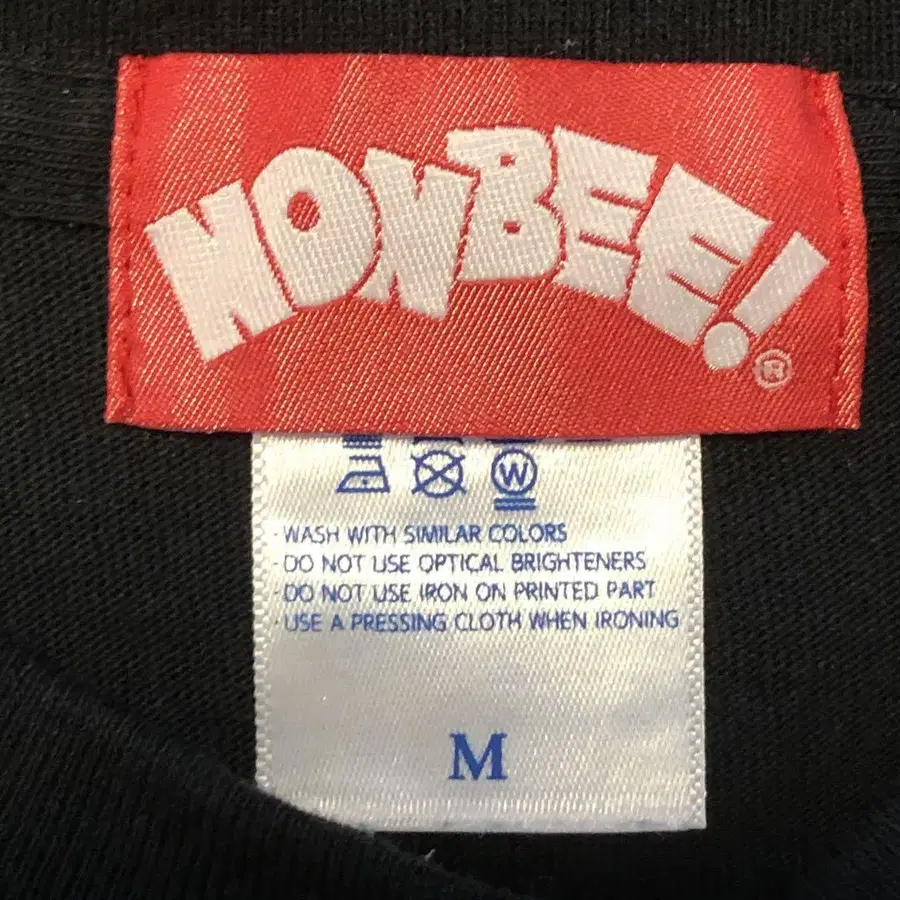 NONBEE!®
W
·WASH WITH SIMILAR COLORS
·DO NOT USE OPTICAL BRIGHTENERS
·DO NOT USE IRON ON PRINTED PART
·USE A PRESSING CLOTH WHEN IRONING
M